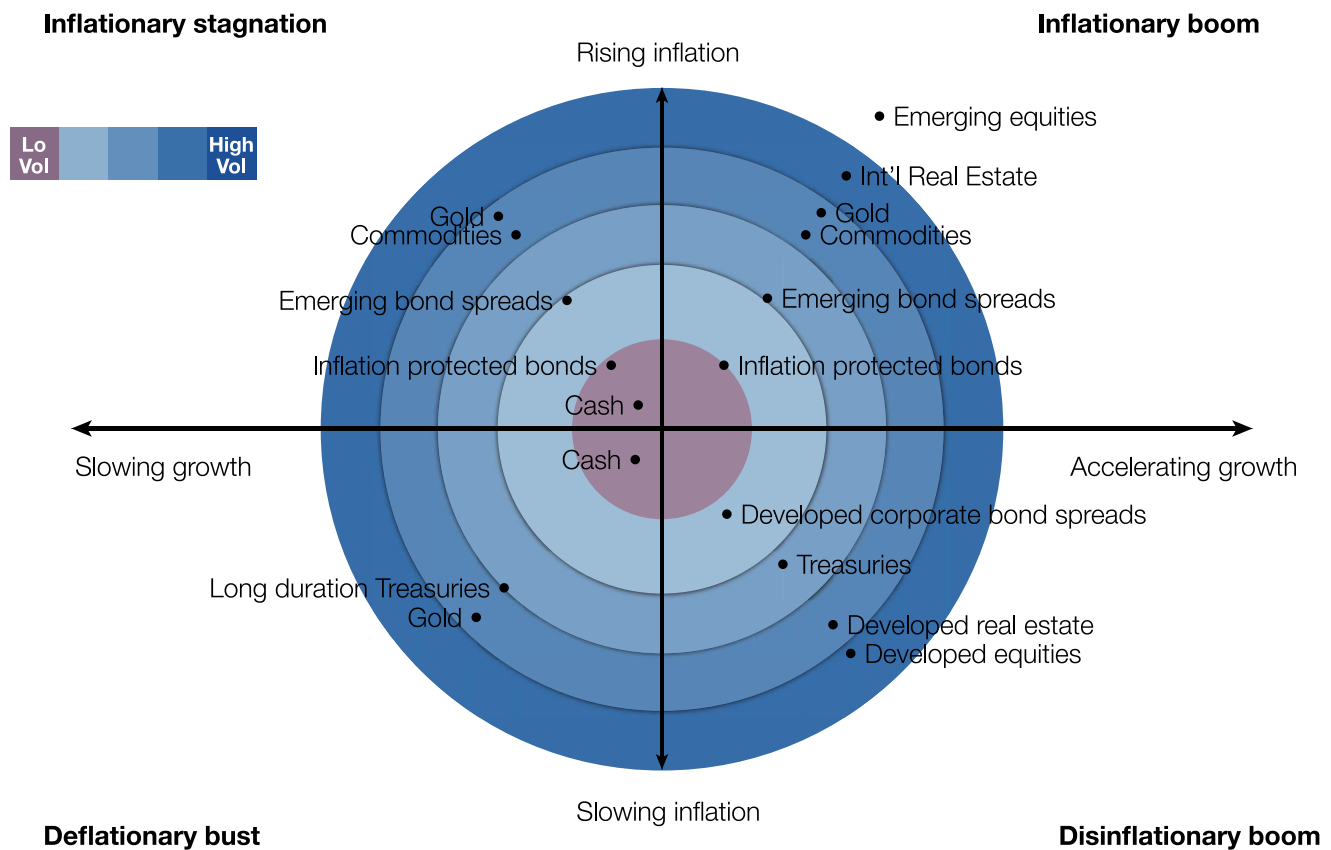 Inflationary stagnation
Inflationary boom
Rising inflation
Lo
Vol
High
Vol
Emerging equities
Int'l Real Estate
Gold
Gold
Commodities
Commodities
Emerging bond spreads
Emerging bond spreads
Inflation protected bonds
Inflation protected bonds
Cash
Slowing growth
Cash
Accelerating growth
Developed corporate bond spreads
Treasuries
Long duration Treasuries
Gold
Developed real estate
Developed equities
Slowing inflation
Deflationary bust
Disinflationary boom